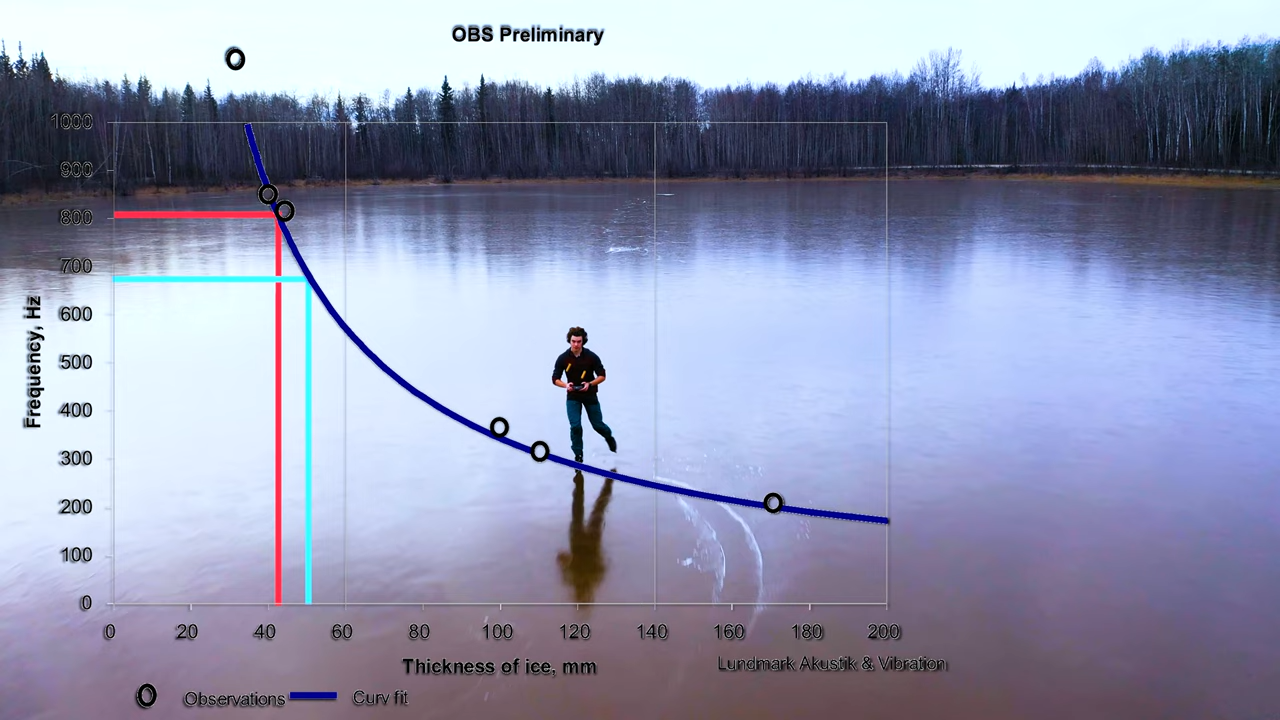 OBS Preliminary
1000
900
800
700
600
500
400
300
200
100
0
Frequency, Hz
0 20 40 60 80 100 120 140 160 180 200
Thickness of ice, mm
Lundmark Akustik & Vibration
Observations Curv fit